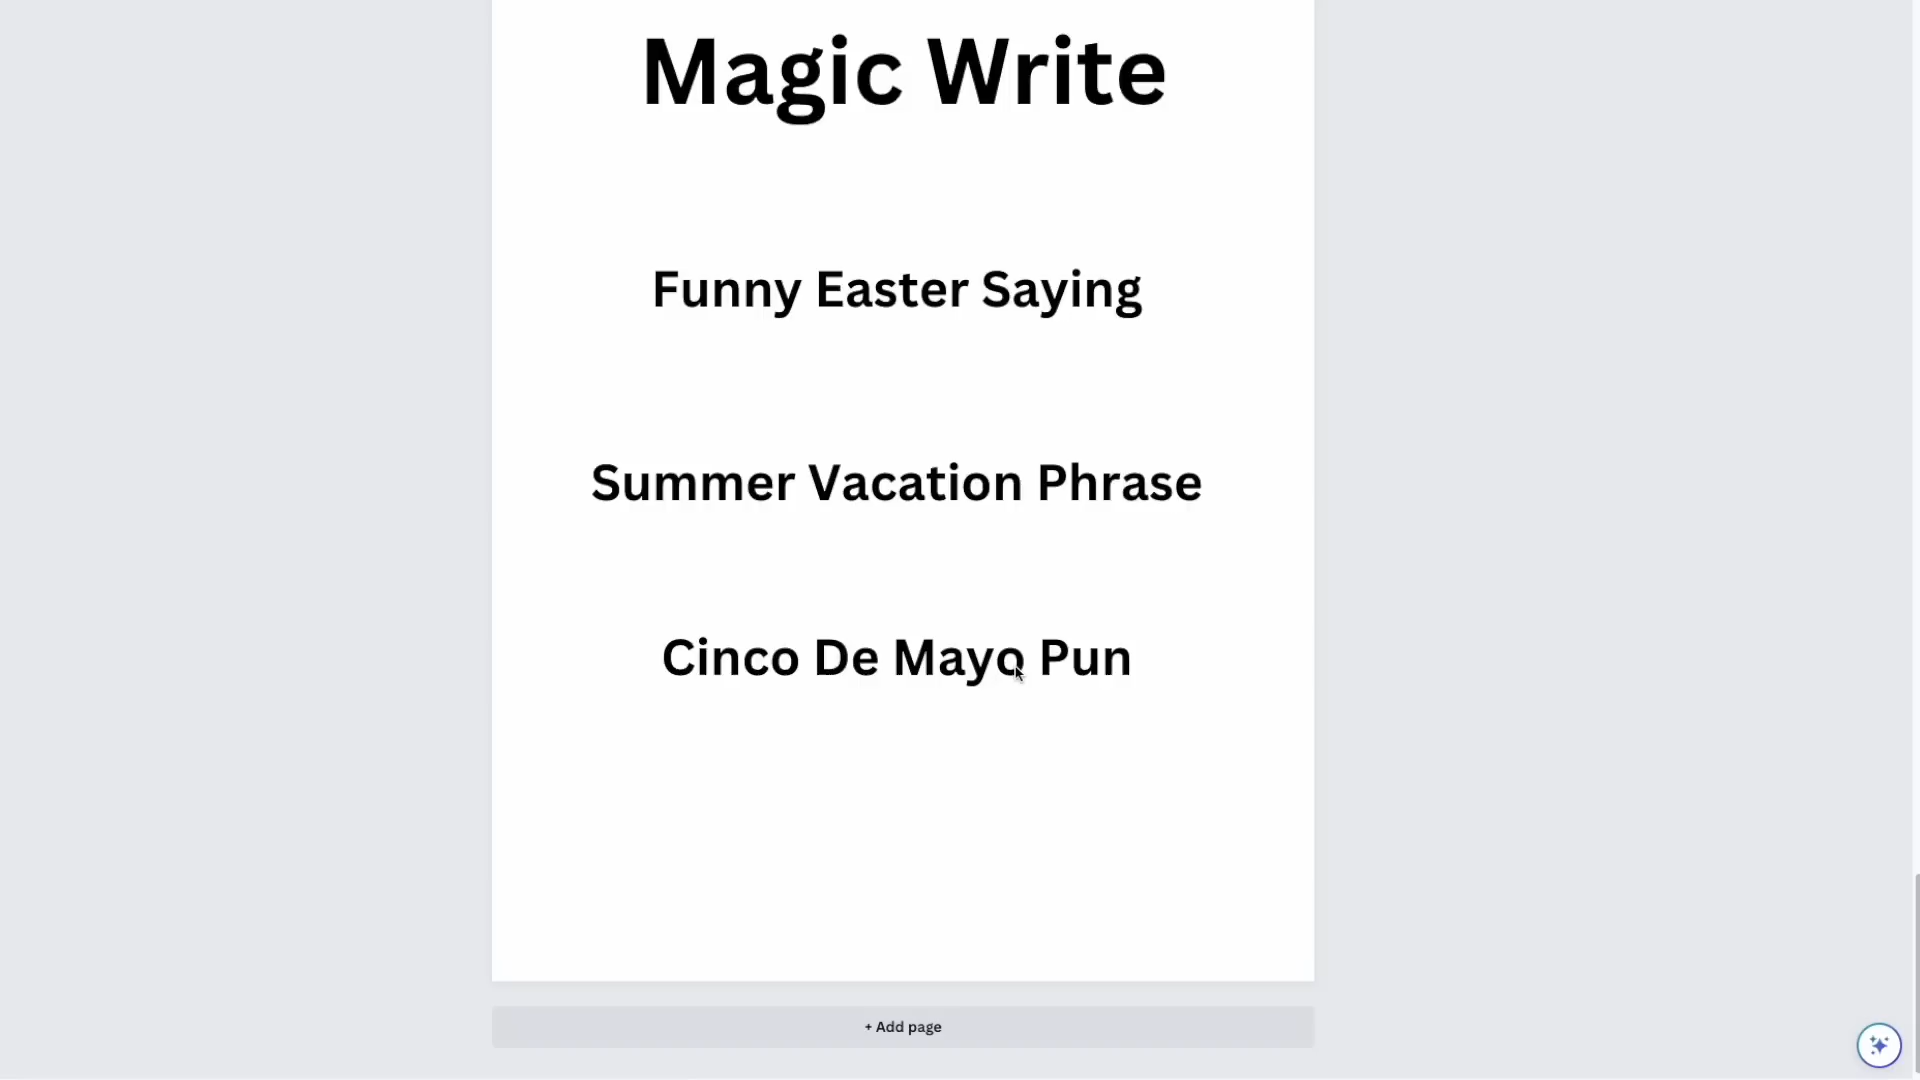 Magic Write
Funny Easter Saying
Summer Vacation Phrase
Cinco De Mayo Pun
+ Add page